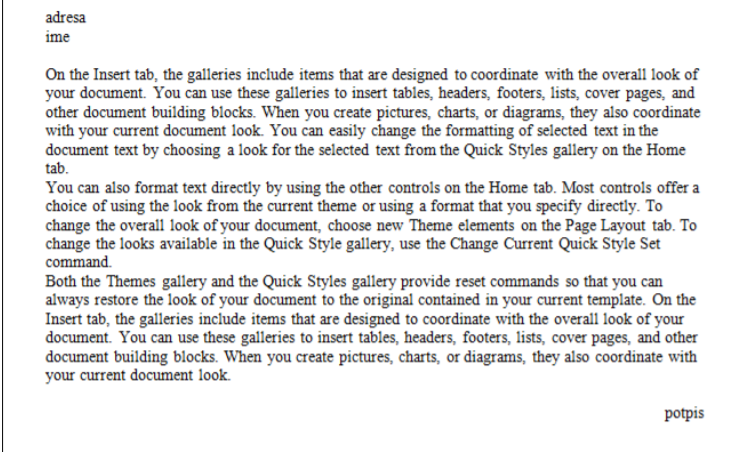 adresa
ime
On the Insert tab, the galleries include items that are designed to coordinate with the overall look of
your document. You can use these galleries to insert tables, headers, footers, lists, cover pages, and
other document building blocks. When you create pictures, charts, or diagrams, they also coordinate
with your current document look. You can easily change the formatting of selected text in the
document text by choosing a look for the selected text from the Quick Styles gallery on the Home
tab.
You can also format text directly by using the other controls on the Home tab. Most controls offer a
choice of using the look from the current theme or using a format that you specify directly. To
change the overall look of your document, choose new Theme elements on the Page Layout tab. To
change the looks available in the Quick Style gallery, use the Change Current Quick Style Set
command.
Both the Themes gallery and the Quick Styles gallery provide reset commands so that you can
always restore the look of your document to the original contained in your current template. On the
Insert tab, the galleries include items that are designed to coordinate with the overall look of your
document. You can use these galleries to insert tables, headers, footers, lists, cover pages, and other
document building blocks. When you create pictures, charts, or diagrams, they also coordinate with
your current document look.
potpis